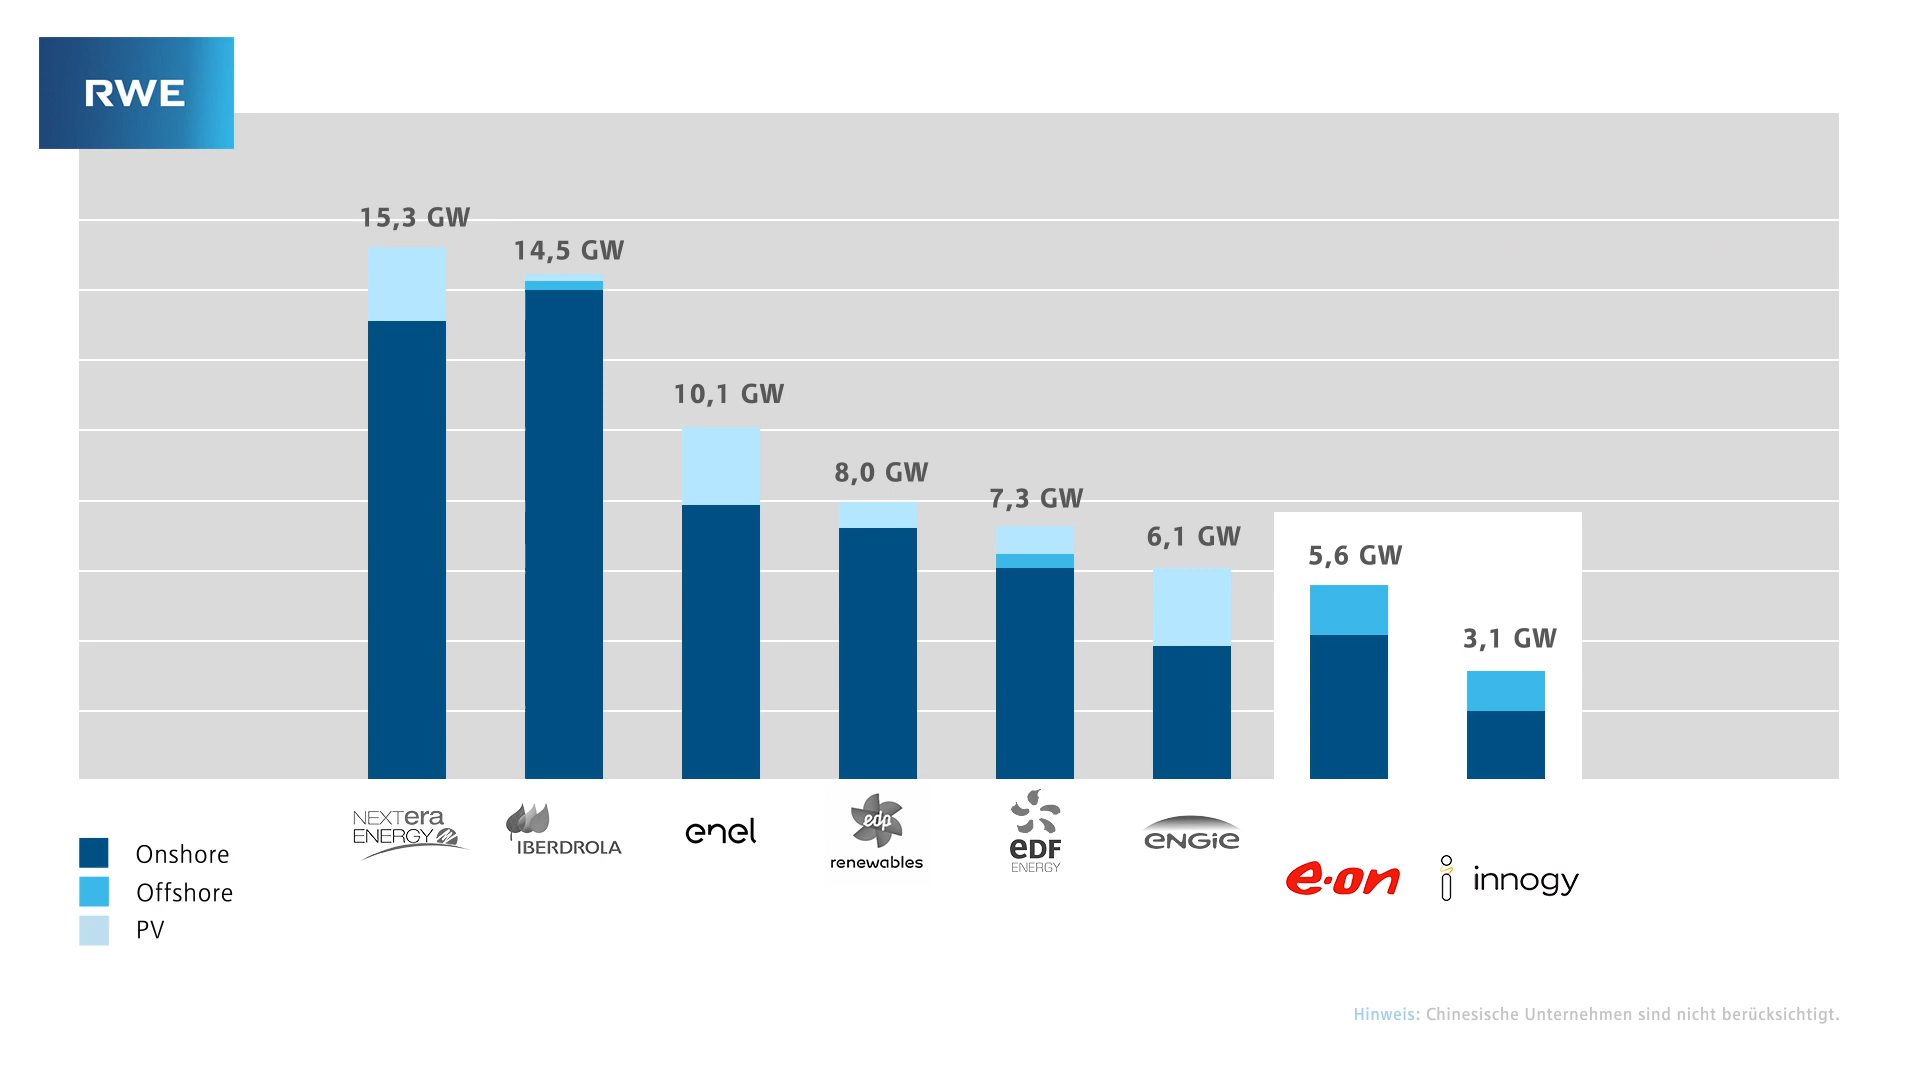 RWE
15,3 GW
14,5 GW
10,1 GW
8,0 GW
7,3 GW
6,1 GW
5,6 GW
3,1 GW
NEXTera
ENERGY
IBERDROLA
enel
edp
renewables
eDF
ENERGY
eNGie
e·on
innogy
Onshore
Offshore
PV
Hinweis: Chinesische Unternehmen sind nicht berücksichtigt.